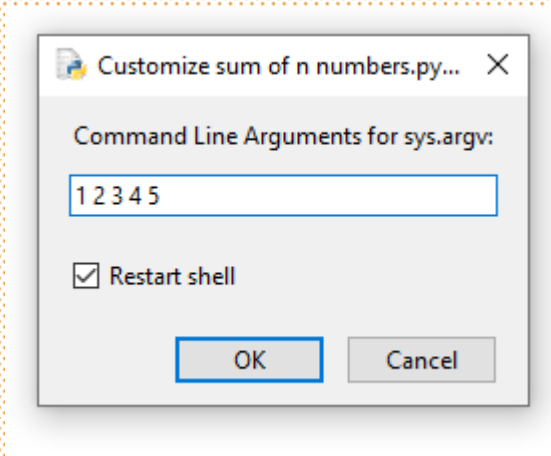 Customize sum of n numbers.py...
Command Line Arguments for sys.argv:
1 2 3 4 5
Restart shell
OK
Cancel